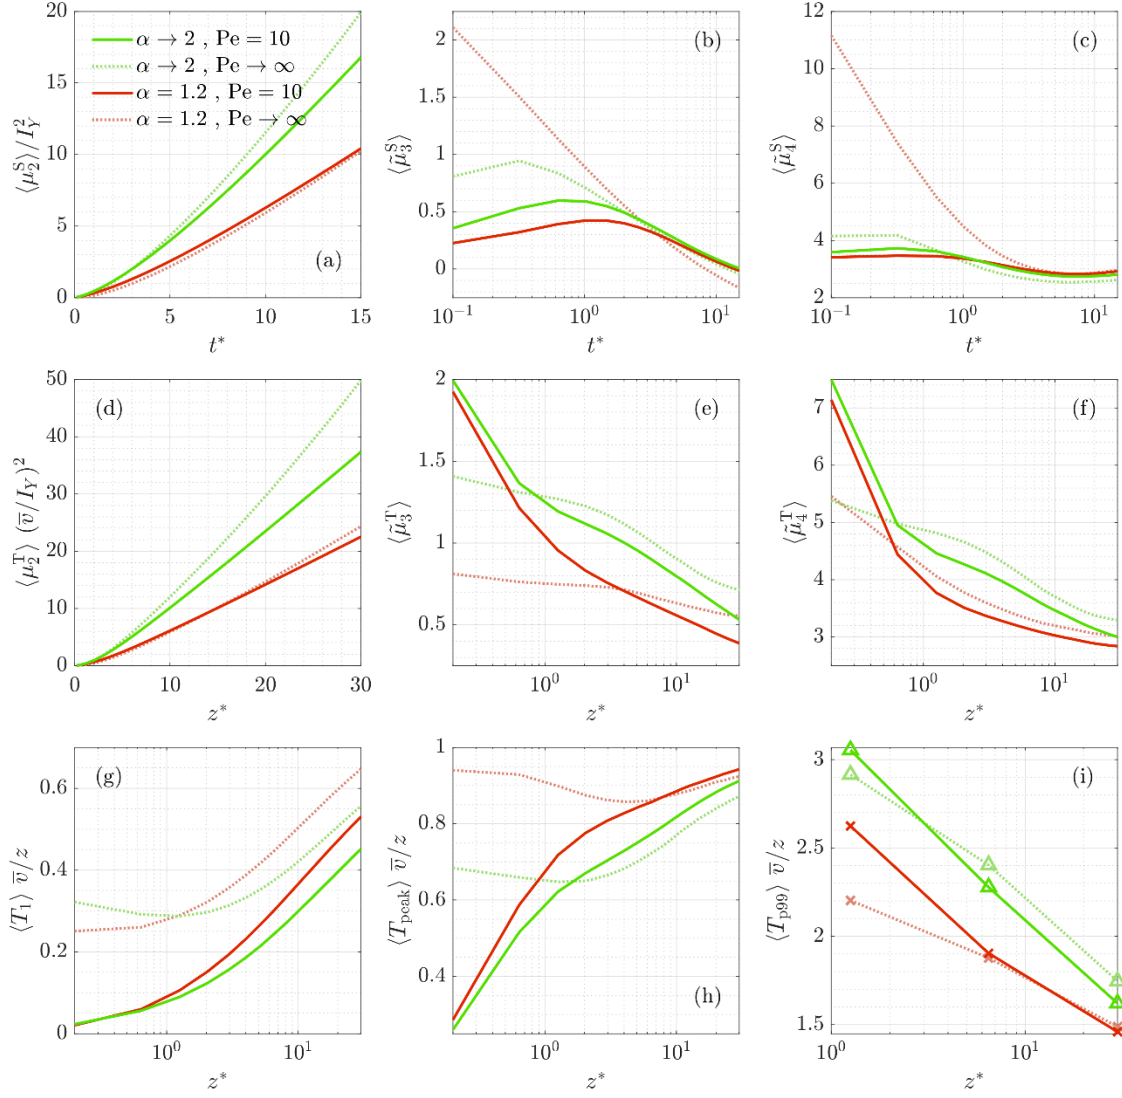 20
15
10
5
0
0
5
10
15
⟨μ₂ˢ⟩/I_Y²
t*
α → 2 , Pe = 10
α → 2 , Pe → ∞
α = 1.2 , Pe = 10
α = 1.2 , Pe → ∞
(a)
2
1.5
1
0.5
0
10⁻¹
10⁰
10¹
⟨μ̃₃ˢ⟩
t*
(b)
12
10
8
6
4
2
10⁻¹
10⁰
10¹
⟨μ̃₄ˢ⟩
t*
(c)
50
40
30
20
10
0
0
10
20
30
⟨μ₂ᵀ⟩ (v̅/I_Y)²
z*
(d)
2
1.5
1
0.5
10⁰
10¹
⟨μ̃₃ᵀ⟩
z*
(e)
7
6
5
4
3
10⁰
10¹
⟨μ̃₄ᵀ⟩
z*
(f)
0.6
0.4
0.2
0
10⁰
10¹
⟨T₁⟩ v̅/z
z*
(g)
1
0.8
0.6
0.4
10⁰
10¹
⟨T_peak⟩ v̅/z
z*
(h)
3
2.5
2
1.5
10⁰
10¹
⟨T_p99⟩ v̅/z
z*
(i)